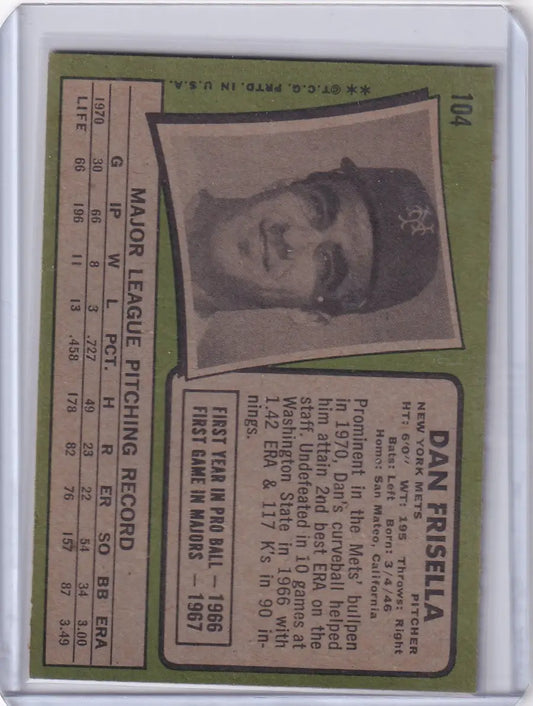 104
* * © T.C.G. PRTD. IN U.S.A.
DAN FRISELLA
NEW YORK METS PITCHER
HT: 6'0" WT: 195 Throws: Right
Bats: Left Born: 3/4/46
Home: San Mateo, California
Prominent in the Mets' bullpen
in 1970, Dan's curveball helped
him attain 2nd best ERA on the
staff. Undefeated in 10 games at
Washington State in 1966 with
1.42 ERA & 117 K's in 90 in-
nings.
FIRST YEAR IN PRO BALL — 1966
FIRST GAME IN MAJORS — 1967
MAJOR LEAGUE PITCHING RECORD
G IP W L PCT. H R ER SO BB ERA
1970 30 66 8 3 .727 49 23 22 54 34 3.00
LIFE 66 196 11 13 .458 178 82 76 157 87 3.49